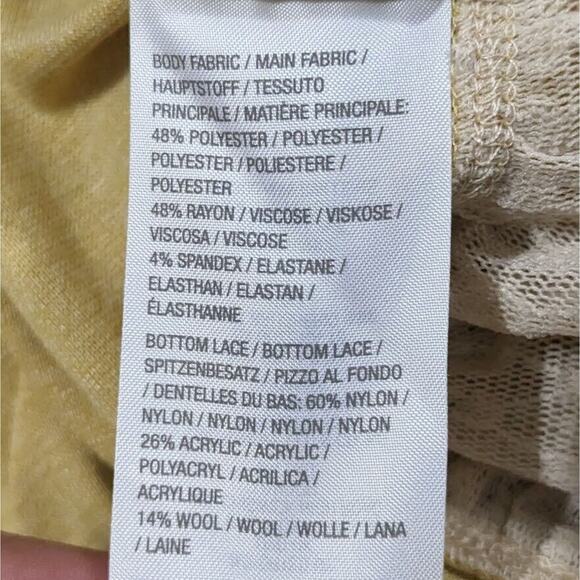 BODY FABRIC / MAIN FABRIC /
HAUPTSTOFF / TESSUTO
PRINCIPALE / MATIÈRE PRINCIPALE:
48% POLYESTER / POLYESTER /
POLYESTER / POLIESTERE /
POLYESTER
48% RAYON / VISCOSE / VISKOSE /
VISCOSA / VISCOSE
4% SPANDEX / ELASTANE /
ELASTHAN / ELASTAN /
ÉLASTHANNE
BOTTOM LACE / BOTTOM LACE /
SPITZENBESATZ / PIZZO AL FONDO
/ DENTELLES DU BAS: 60% NYLON /
NYLON / NYLON / NYLON / NYLON
26% ACRYLIC / ACRYLIC /
POLYACRYL / ACRILICA /
ACRYLIQUE
14% WOOL / WOOL / WOLLE / LANA
/ LAINE